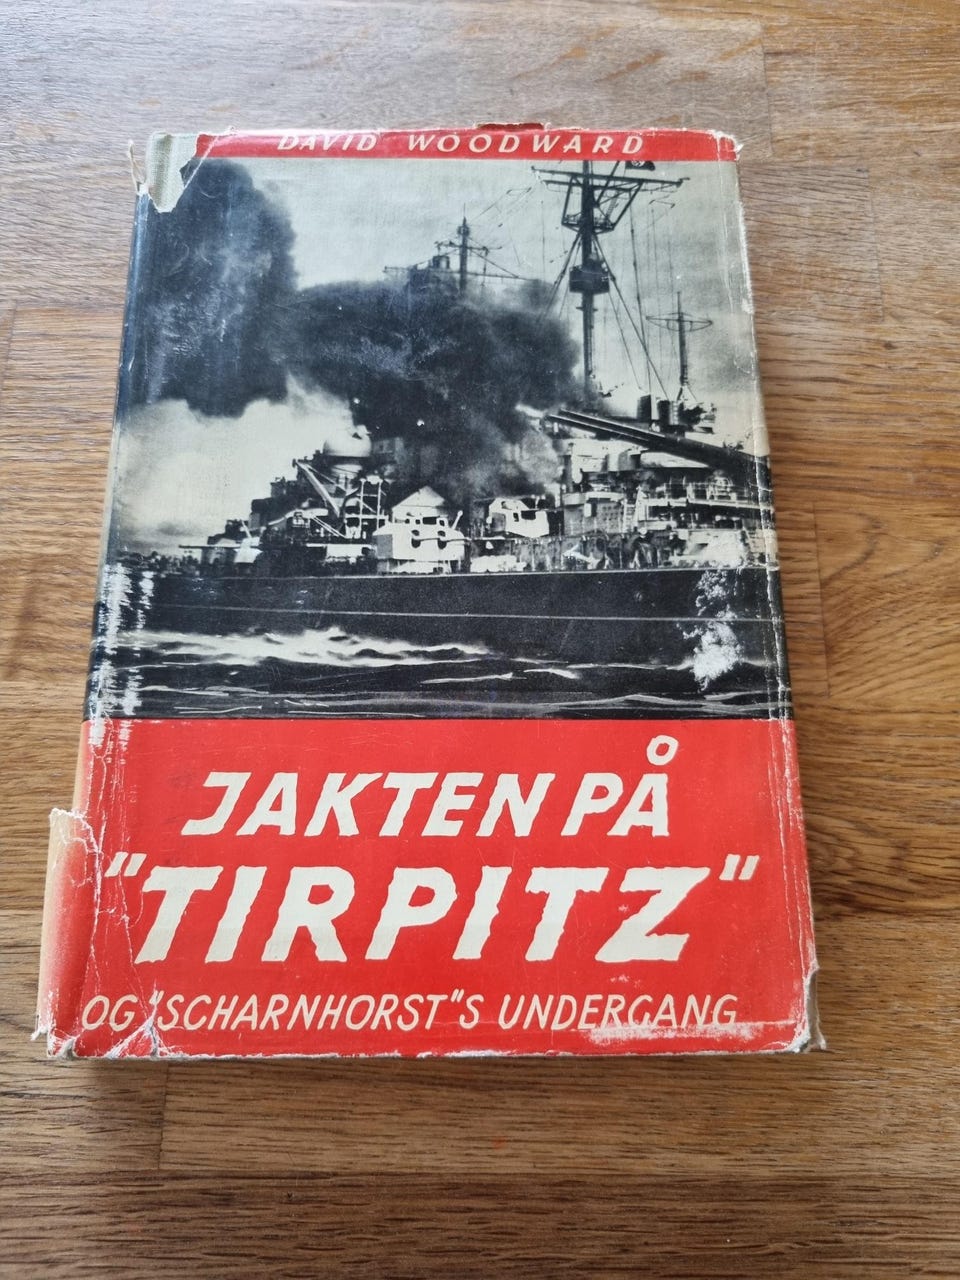 DAVID WOODWARD
JAKTEN PÅ
"TIRPITZ"
OG "SCHARNHORST"S UNDERGANG